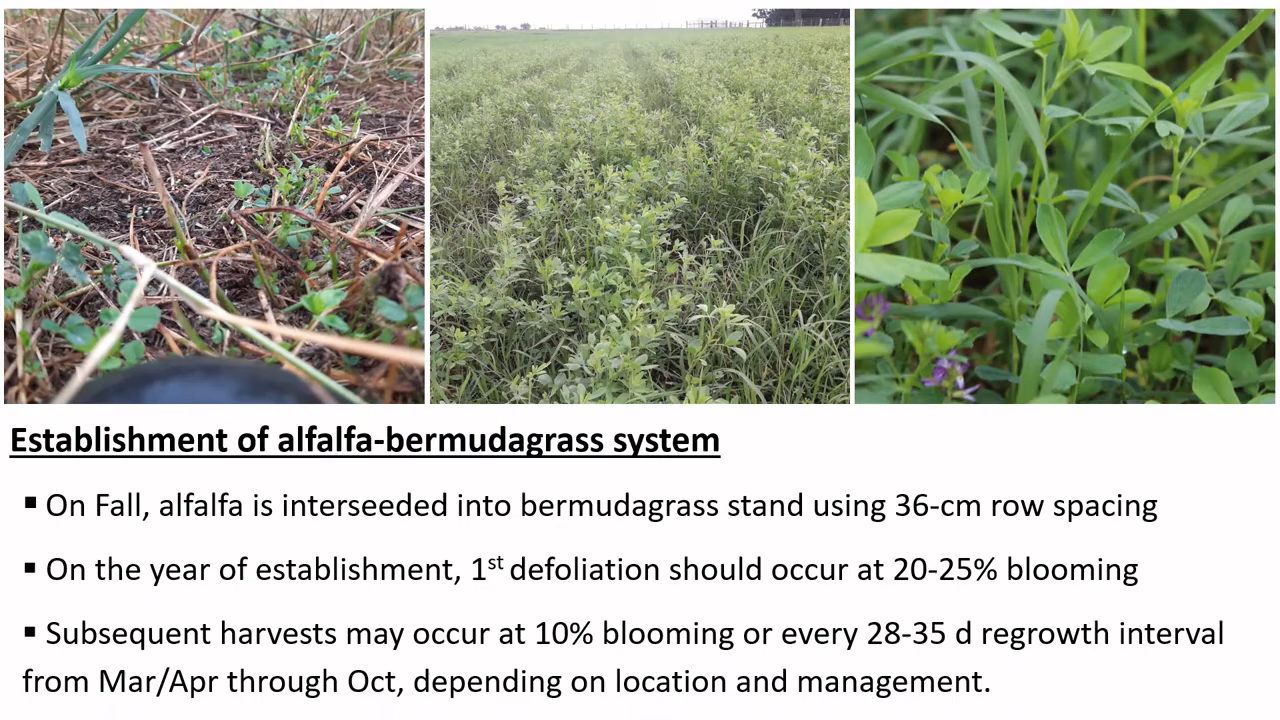 Establishment of alfalfa-bermudagrass system
▪ On Fall, alfalfa is interseeded into bermudagrass stand using 36-cm row spacing
▪ On the year of establishment, 1st defoliation should occur at 20-25% blooming
▪ Subsequent harvests may occur at 10% blooming or every 28-35 d regrowth interval
from Mar/Apr through Oct, depending on location and management.